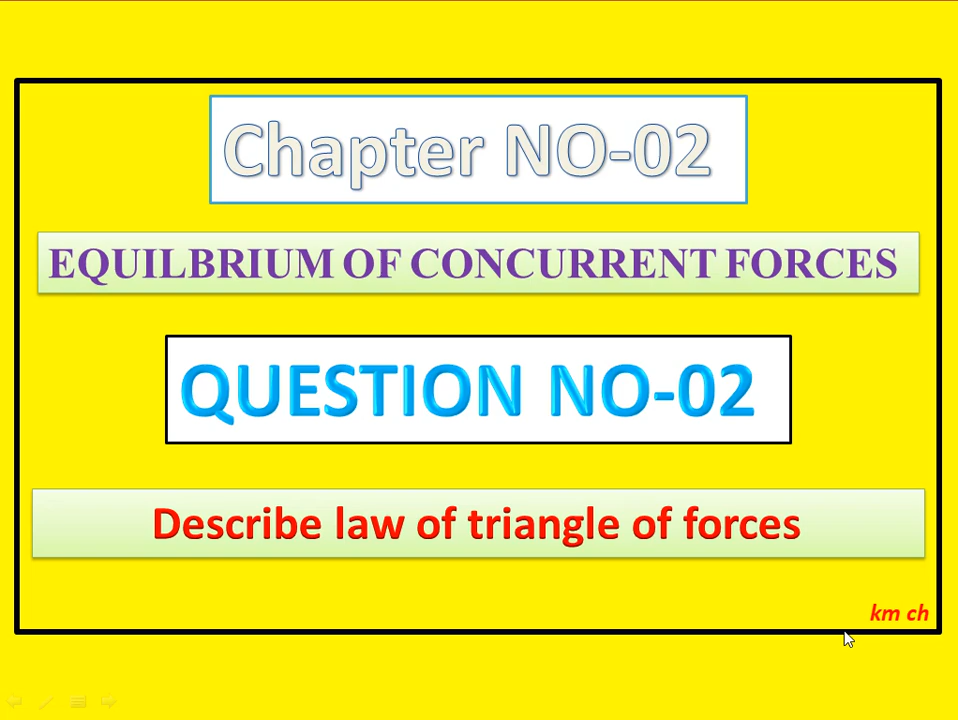 Chapter NO-02
EQUILBRIUM OF CONCURRENT FORCES
QUESTION NO-02
Describe law of triangle of forces
km ch